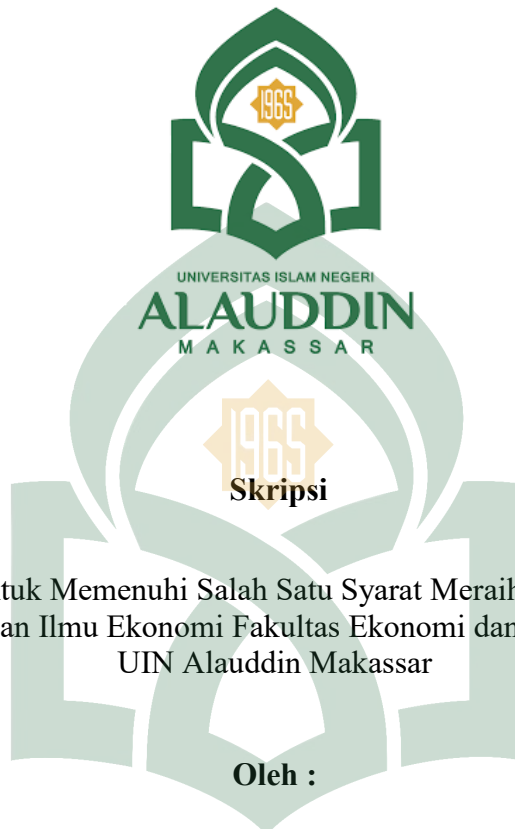 1965
UNIVERSITAS ISLAM NEGERI
ALAUDDIN
MAKASSAR
1965
Skripsi
tuk Memenuhi Salah Satu Syarat Meraih
an Ilmu Ekonomi Fakultas Ekonomi dan
UIN Alauddin Makassar
Oleh :